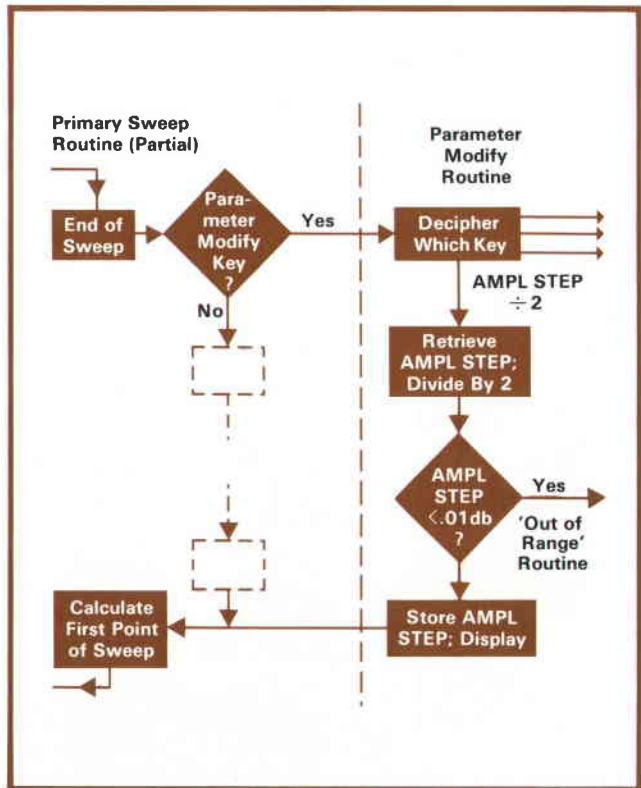 Primary Sweep
Routine (Partial)
Parameter
Modify
Routine
End of
Sweep
Para-
meter
Modify
Key
?
Yes
No
Decipher
Which Key
AMPL STEP
÷2
Retrieve
AMPL STEP;
Divide By 2
AMPL
STEP
<.01db
?
Yes
'Out of
Range'
Routine
Store AMPL
STEP; Display
Calculate
First Point
of Sweep